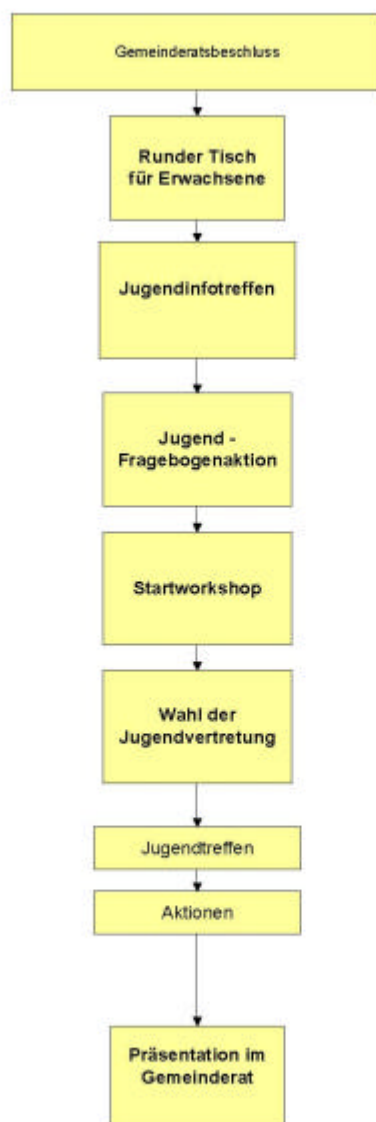 Gemeinderatsbeschluss
Runder Tisch
für Erwachsene
Jugendinfotreffen
Jugend -
Fragebogenaktion
Startworkshop
Wahl der
Jugendvertretung
Jugendtreffen
Aktionen
Präsentation im
Gemeinderat